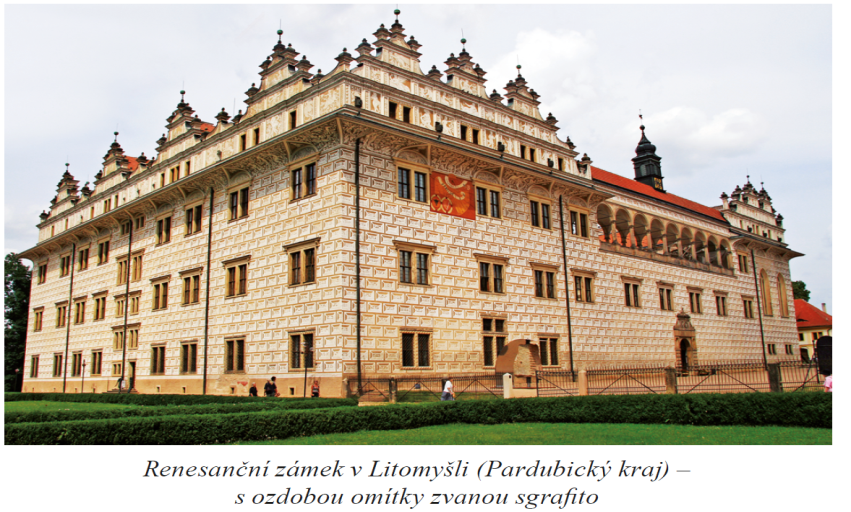 Renesanční zámek v Litomyšli (Pardubický kraj) –
s ozdobou omítky zvanou sgrafito